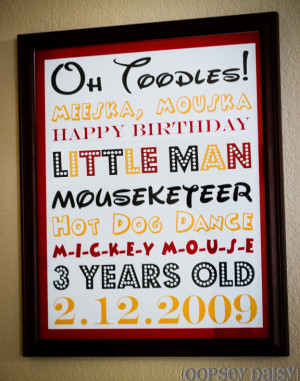 Oh Toodles!
MEESKA, MOUSKA
HAPPY BIRTHDAY
LITTLE MAN
MOUSEKETEER
HOT DOG DANCE
M-I-C-K-E-Y M-O-U-S-E
3 YEARS OLD
2.12.2009
{OOPSEY DAISY}